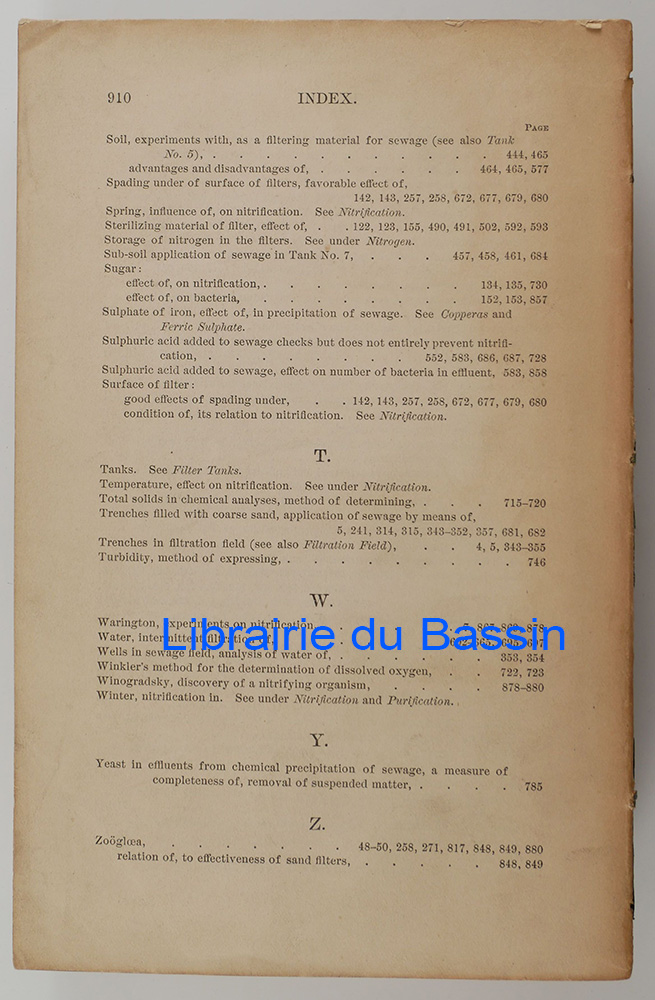 910 INDEX.
PAGE
Soil, experiments with, as a filtering material for sewage (see also Tank
No. 5), . . . . . . . . . . . 444, 465
advantages and disadvantages of, . . . . . . 464, 465, 577
Spading under of surface of filters, favorable effect of,
142, 143, 257, 258, 672, 677, 679, 680
Spring, influence of, on nitrification. See Nitrification.
Sterilizing material of filter, effect of, . . 122, 123, 155, 490, 491, 502, 592, 593
Storage of nitrogen in the filters. See under Nitrogen.
Sub-soil application of sewage in Tank No. 7, . . . 457, 458, 461, 684
Sugar:
effect of, on nitrification, . . . . . . . . 134, 135, 730
effect of, on bacteria, . . . . . . . . 152, 153, 857
Sulphate of iron, effect of, in precipitation of sewage. See Copperas and
Ferric Sulphate.
Sulphuric acid added to sewage checks but does not entirely prevent nitrifi-
cation, . . . . . . . . 552, 583, 686, 687, 728
Sulphuric acid added to sewage, effect on number of bacteria in effluent, 583, 858
Surface of filter:
good effects of spading under, . . 142, 143, 257, 258, 672, 677, 679, 680
condition of, its relation to nitrification. See Nitrification.
T.
Tanks. See Filter Tanks.
Temperature, effect on nitrification. See under Nitrification.
Total solids in chemical analyses, method of determining, . . . 715–720
Trenches filled with coarse sand, application of sewage by means of,
5, 241, 314, 315, 343–352, 357, 681, 682
Trenches in filtration field (see also Filtration Field), . . 4, 5, 343–355
Turbidity, method of expressing, . . . . . . . . 746
W.
Warington, experiments on nitrification,
Water, intermittent filtration of,
Librairie du Bassin
Wells in sewage field, analysis of water of, . . . . . . 353, 354
Winkler's method for the determination of dissolved oxygen, . . 722, 723
Winogradsky, discovery of a nitrifying organism, . . . . 878–880
Winter, nitrification in. See under Nitrification and Purification.
Y.
Yeast in effluents from chemical precipitation of sewage, a measure of
completeness of, removal of suspended matter, . . . . 785
Z.
Zoöglœa, . . . . . . . 48–50, 258, 271, 817, 848, 849, 880
relation of, to effectiveness of sand filters, . . . . . 848, 849